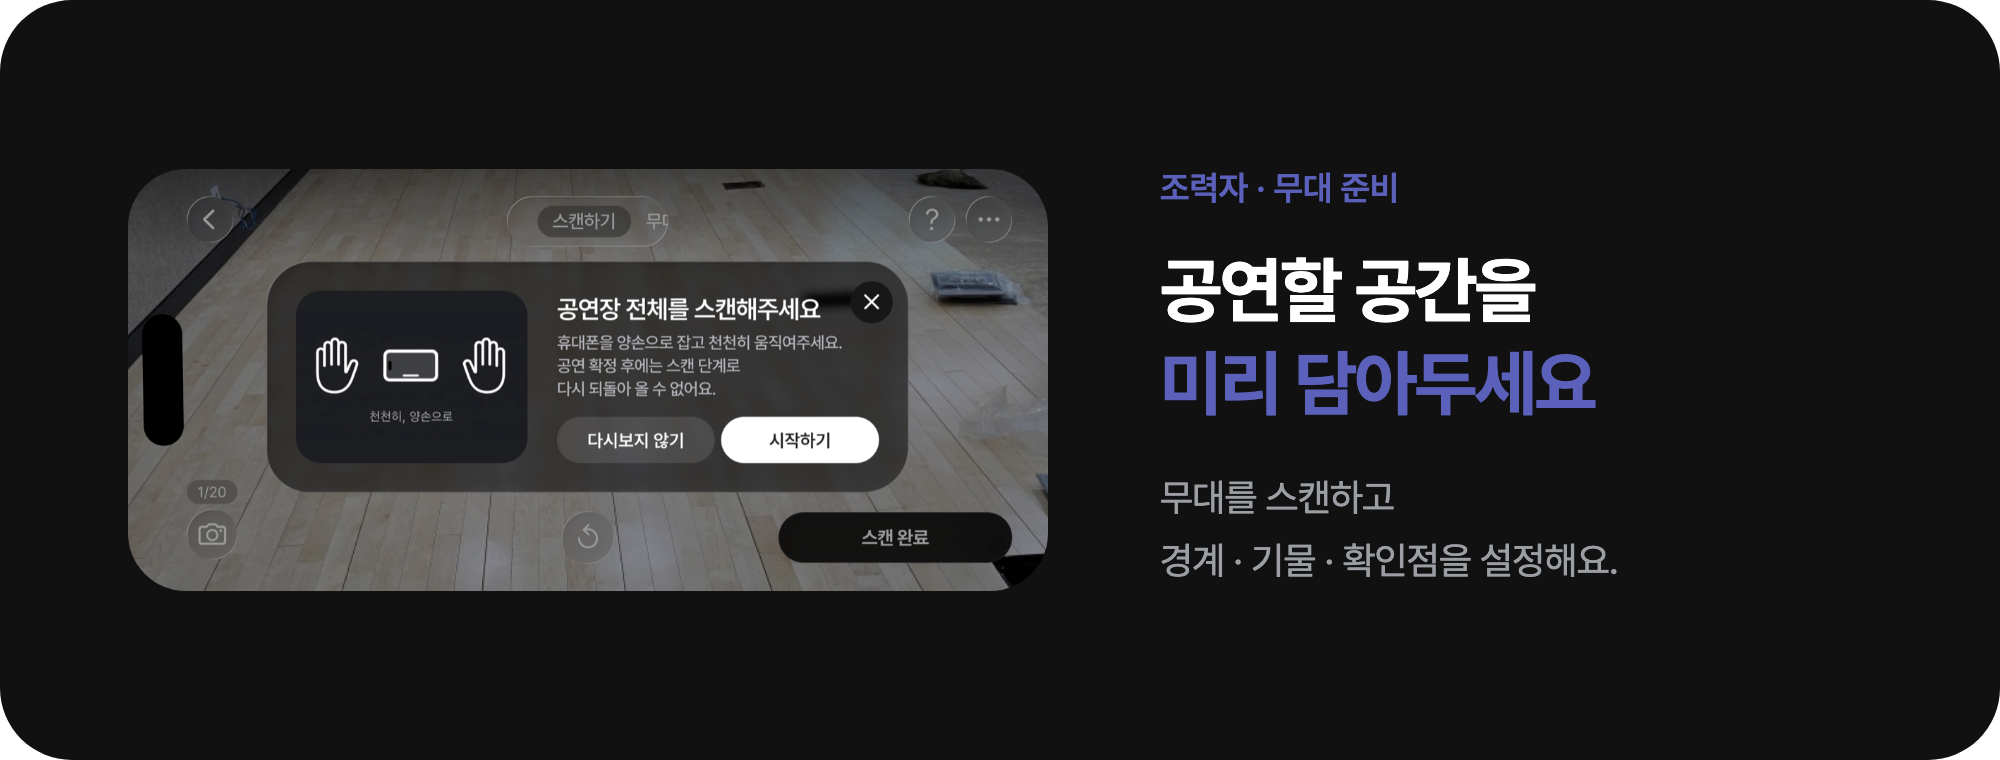 스캔하기
?
공연장 전체를 스캔해주세요
휴대폰을 양손으로 잡고 천천히 움직여주세요.
공연 확정 후에는 스캔 단계로
다시 되돌아 올 수 없어요.
천천히, 양손으로
다시보지 않기
시작하기
1/20
스캔 완료
조력자 · 무대 준비
공연할 공간을
미리 담아두세요
무대를 스캔하고
경계 · 기물 · 확인점을 설정해요.